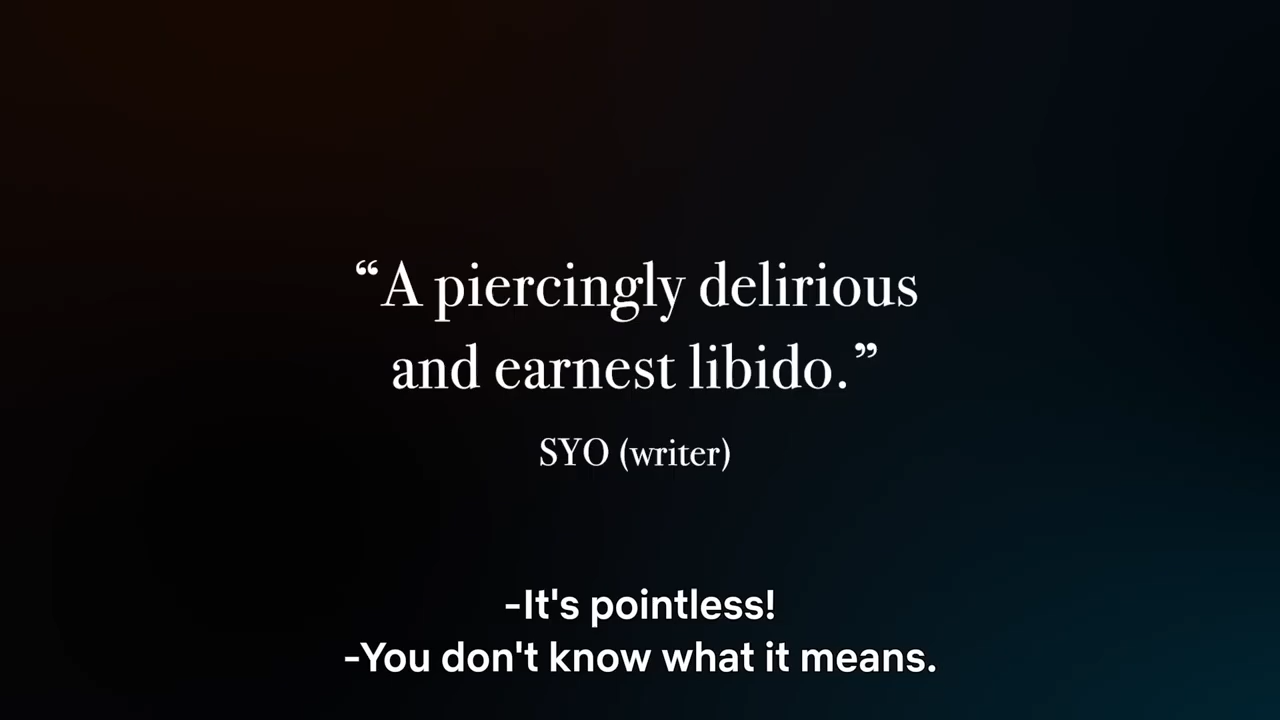 “A piercingly delirious
and earnest libido.”
SYO (writer)
-It's pointless!
-You don't know what it means.